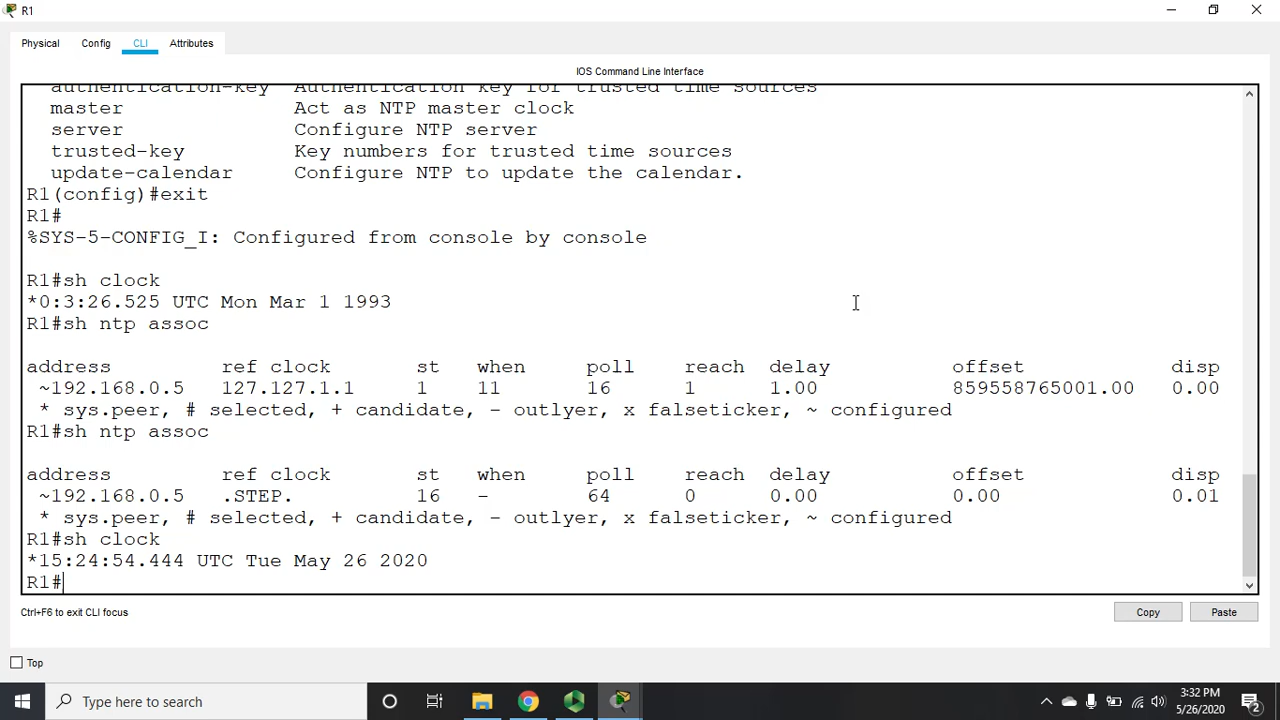 R1
Physical Config CLI Attributes
IOS Command Line Interface
authentication-key Authentication key for trusted time sources
master Act as NTP master clock
server Configure NTP server
trusted-key Key numbers for trusted time sources
update-calendar Configure NTP to update the calendar.
R1(config)#exit
R1#
%SYS-5-CONFIG_I: Configured from console by console
R1#sh clock
*0:3:26.525 UTC Mon Mar 1 1993
R1#sh ntp assoc
address ref clock st when poll reach delay offset disp
~192.168.0.5 127.127.1.1 1 11 16 1 1.00 859558765001.00 0.00
* sys.peer, # selected, + candidate, - outlyer, x falseticker, ~ configured
R1#sh ntp assoc
address ref clock st when poll reach delay offset disp
~192.168.0.5 .STEP. 16 - 64 0 0.00 0.00 0.01
* sys.peer, # selected, + candidate, - outlyer, x falseticker, ~ configured
R1#sh clock
*15:24:54.444 UTC Tue May 26 2020
R1#
Ctrl+F6 to exit CLI focus
Copy Paste
Top
Type here to search
3:32 PM
5/26/2020
2